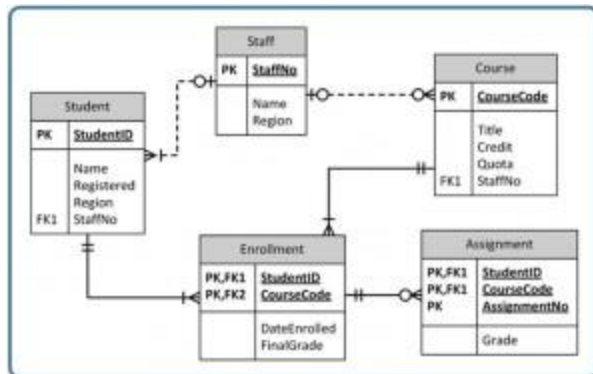 Staff
PK StaffNo
Name
Region
Course
PK CourseCode
Title
Credit
Quota
FK1 StaffNo
Student
PK StudentID
Name
Registered
Region
FK1 StaffNo
Enrollment
PK,FK1 StudentID
PK,FK2 CourseCode
DateEnrolled
FinalGrade
Assignment
PK,FK1 StudentID
PK,FK1 CourseCode
PK AssignmentNo
Grade